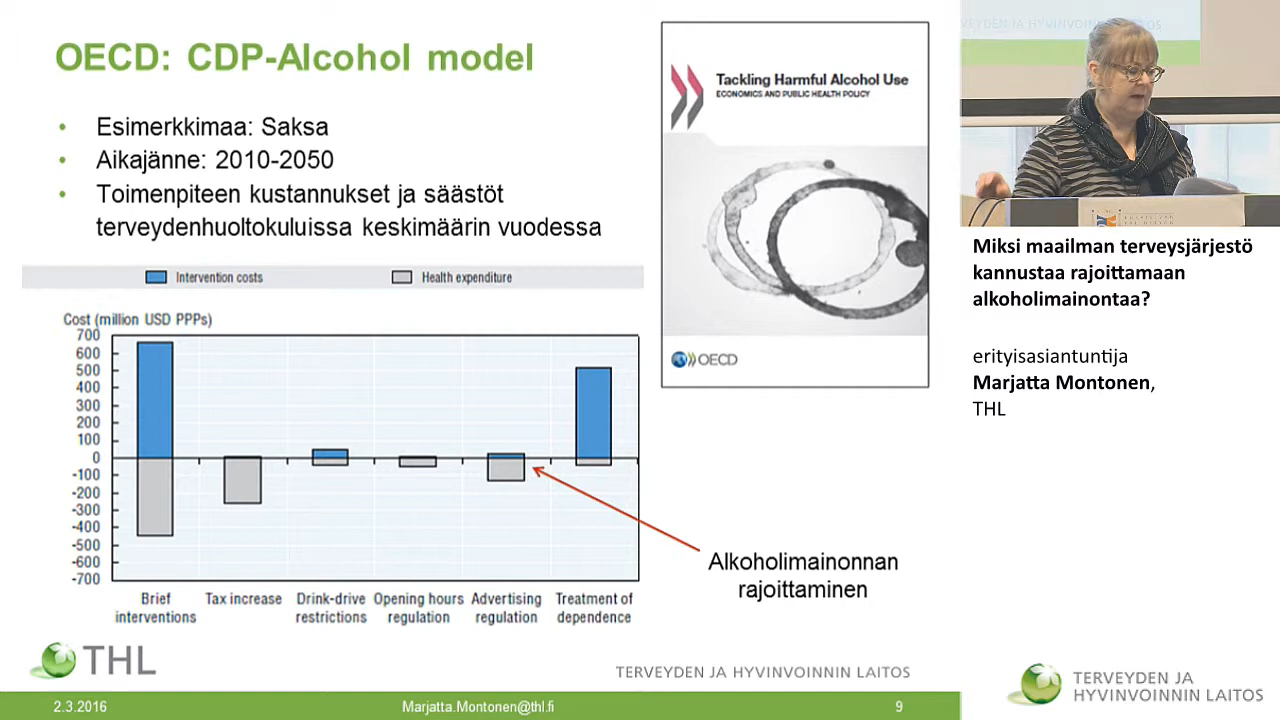 OECD: CDP-Alcohol model
• Esimerkkimaa: Saksa
• Aikajänne: 2010-2050
• Toimenpiteen kustannukset ja säästöt
terveydenhuoltokuluissa keskimäärin vuodessa
Intervention costs
Health expenditure
Cost (million USD PPPs)
700
600
500
400
300
200
100
0
-100
-200
-300
-400
-500
-600
-700
Brief
interventions
Tax increase
Drink-drive
restrictions
Opening hours
regulation
Advertising
regulation
Treatment of
dependence
Tackling Harmful Alcohol Use
ECONOMICS AND PUBLIC HEALTH POLICY
OECD
Alkoholimainonnan
rajoittaminen
THL
TERVEYDEN JA HYVINVOINNIN LAITOS
2.3.2016
Marjatta.Montonen@thl.fi
9
TERVEYDEN JA HYVINVOINNIN LAITOS
Miksi maailman terveysjärjestö
kannustaa rajoittamaan
alkoholimainontaa?
erityisasiantuntija
Marjatta Montonen,
THL
TERVEYDEN JA
HYVINVOINNIN LAITOS